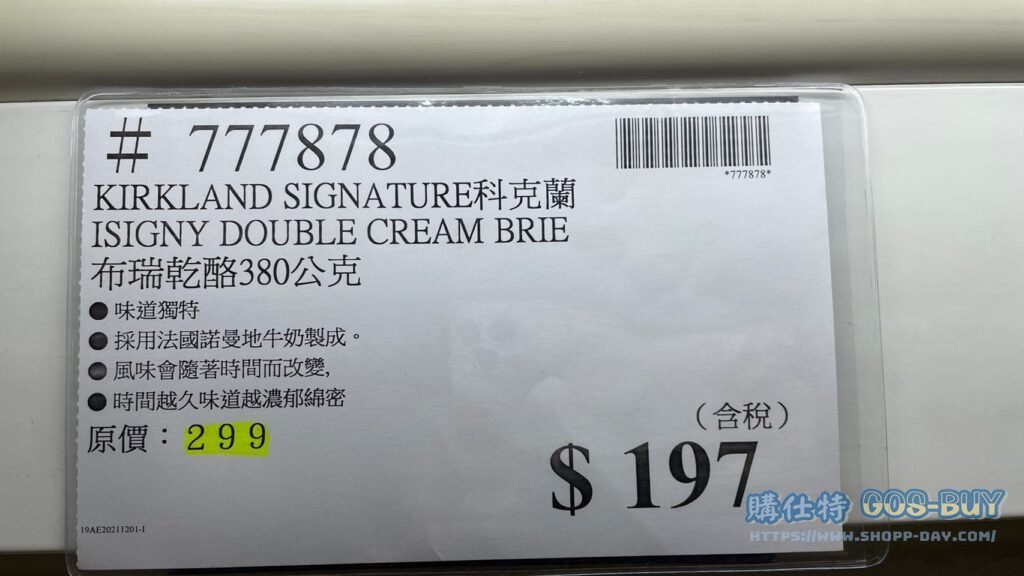 # 777878
*777878*
KIRKLAND SIGNATURE科克蘭
ISIGNY DOUBLE CREAM BRIE
布瑞乾酪380公克
●味道獨特
●採用法國諾曼地牛奶製成。
●風味會隨著時間而改變,
●時間越久味道越濃郁綿密
原價：299
（含稅）
$ 197
19AE20211201-I
購仕特 GOS-BUY
HTTPS://WWW.SHOPP-DAY.COM/